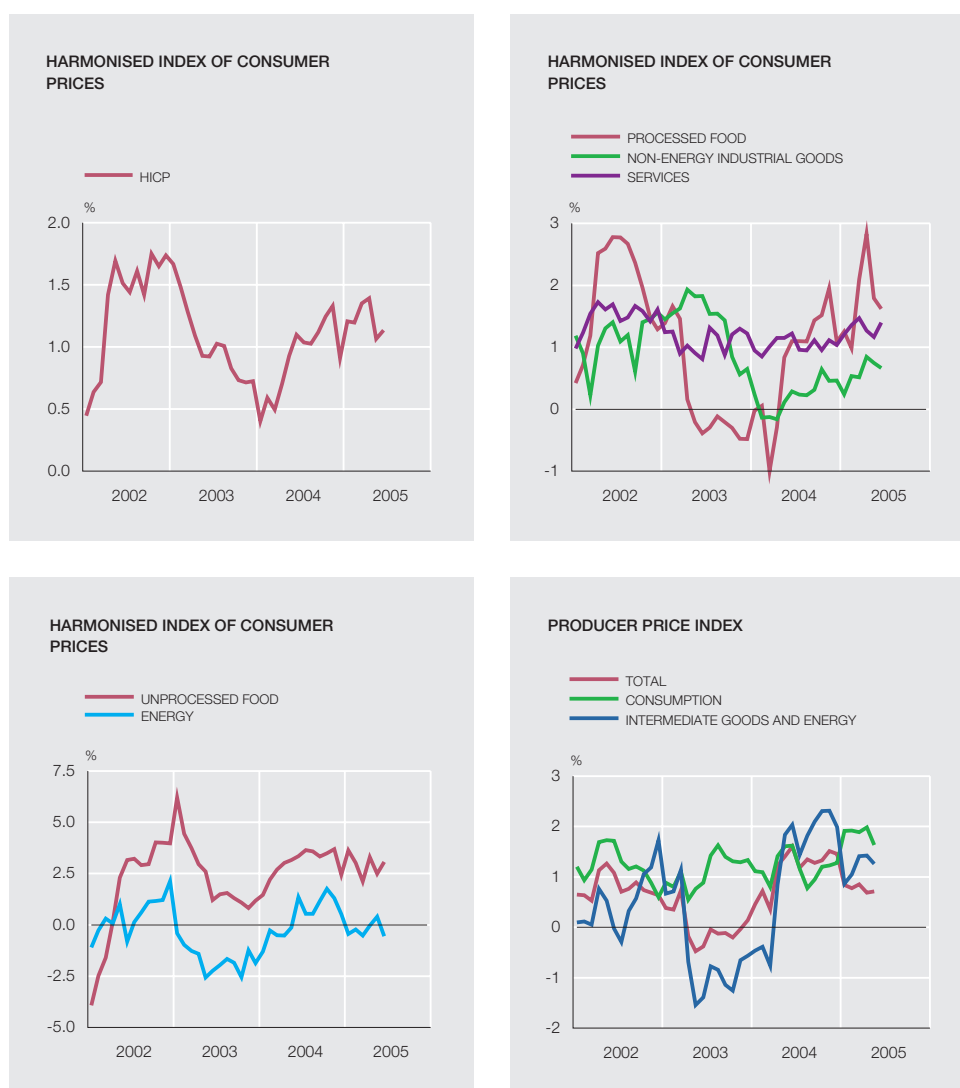 HARMONISED INDEX OF CONSUMER
PRICES
HICP
%
2.0
1.5
1.0
0.5
0.0
2002 2003 2004 2005
HARMONISED INDEX OF CONSUMER
PRICES
PROCESSED FOOD
NON-ENERGY INDUSTRIAL GOODS
SERVICES
%
3
2
1
0
-1
2002 2003 2004 2005
HARMONISED INDEX OF CONSUMER
PRICES
UNPROCESSED FOOD
ENERGY
%
7.5
5.0
2.5
0.0
-2.5
-5.0
2002 2003 2004 2005
PRODUCER PRICE INDEX
TOTAL
CONSUMPTION
INTERMEDIATE GOODS AND ENERGY
%
3
2
1
0
-1
-2
2002 2003 2004 2005